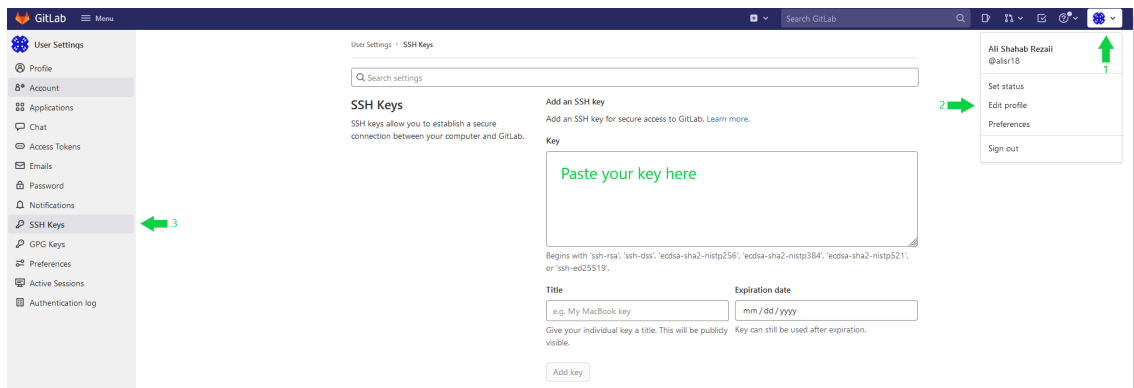 GitLab Menu Search GitLab
User Settings
Profile
Account
Applications
Chat
Access Tokens
Emails
Password
Notifications
SSH Keys
GPG Keys
Preferences
Active Sessions
Authentication log
3
User Settings > SSH Keys
Search settings
SSH Keys
SSH keys allow you to establish a secure
connection between your computer and GitLab.
Add an SSH key
Add an SSH key for secure access to GitLab. Learn more.
Key
Paste your key here
Begins with 'ssh-rsa', 'ssh-dss', 'ecdsa-sha2-nistp256', 'ecdsa-sha2-nistp384', 'ecdsa-sha2-nistp521',
or 'ssh-ed25519'.
Title
e.g. My MacBook key
Give your individual key a title. This will be publicly
visible.
Expiration date
mm / dd / yyyy
Key can still be used after expiration.
Add key
Ali Shahab Rezaii
@alisr18
1
Set status
2
Edit profile
Preferences
Sign out